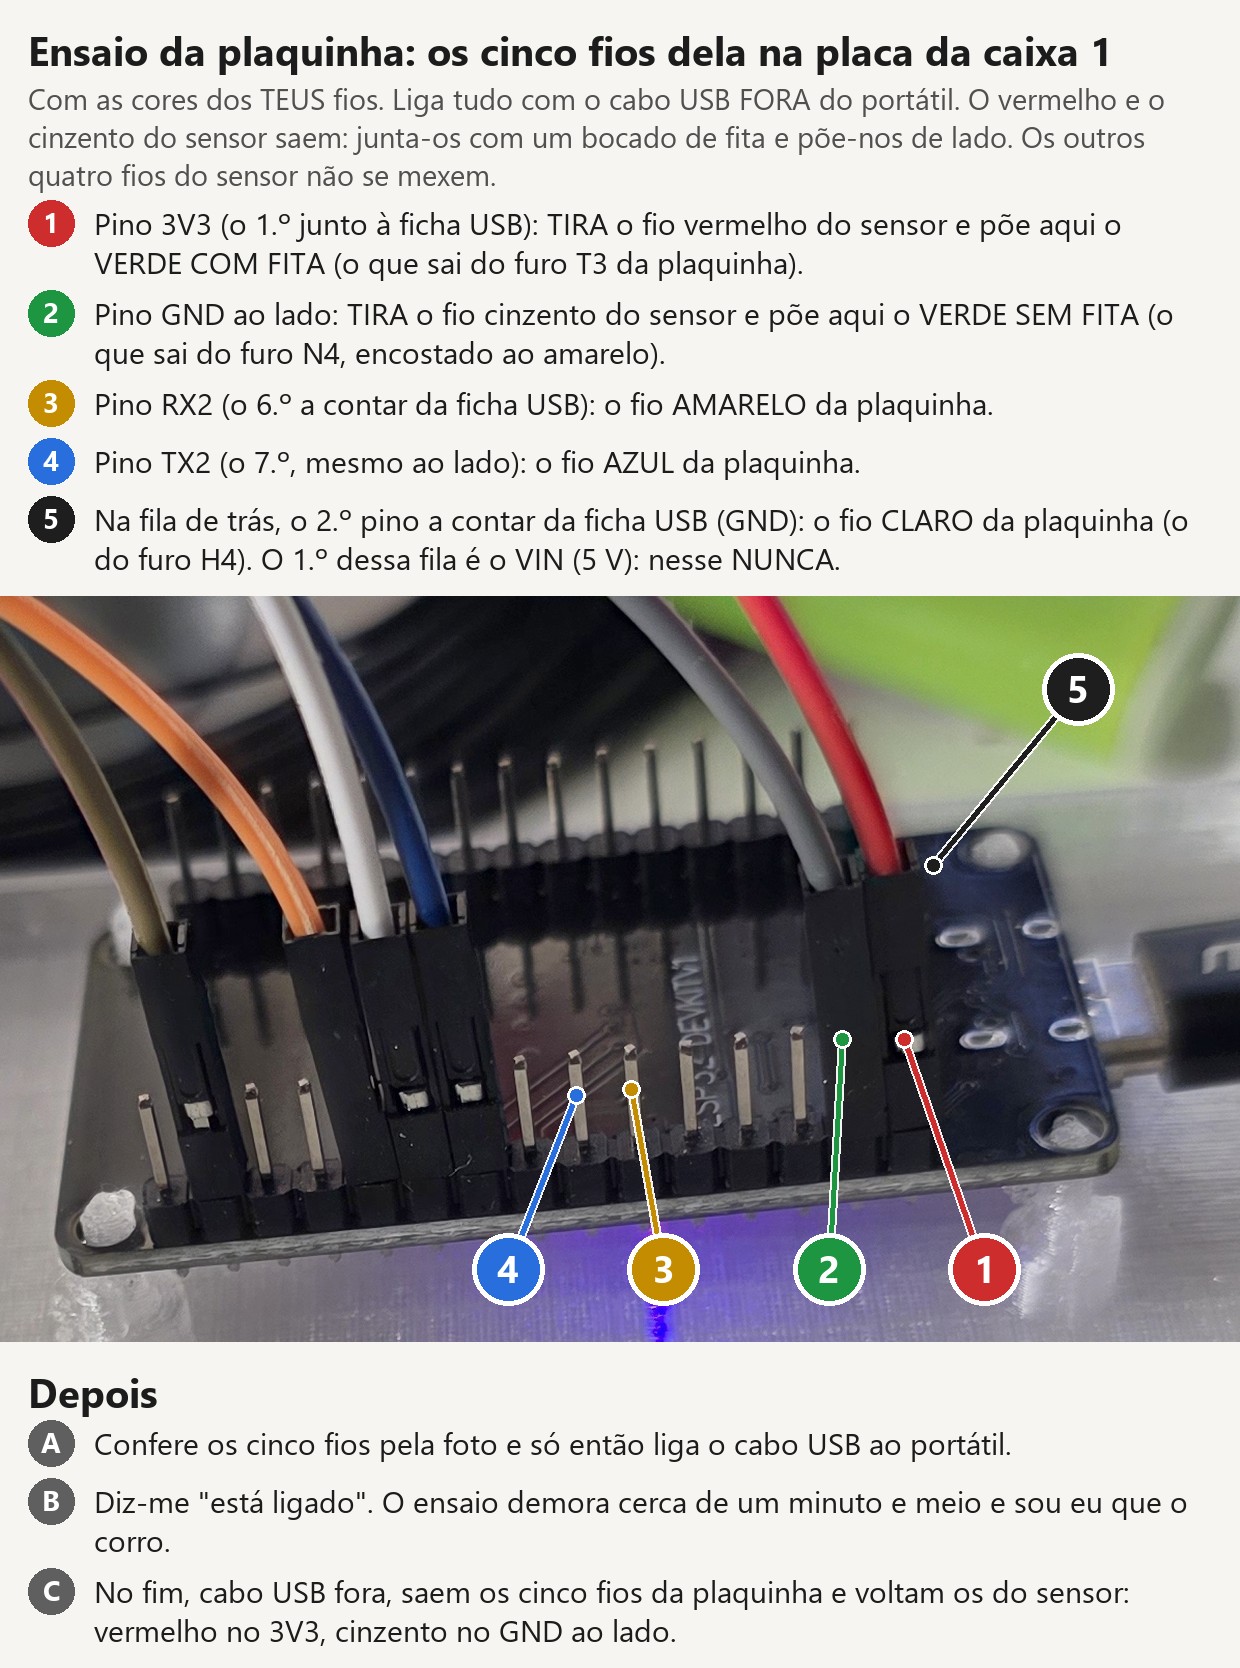 Ensaio da plaquinha: os cinco fios dela na placa da caixa 1
Com as cores dos TEUS fios. Liga tudo com o cabo USB FORA do portátil. O vermelho e o
cinzento do sensor saem: junta-os com um bocado de fita e põe-nos de lado. Os outros
quatro fios do sensor não se mexem.
1 Pino 3V3 (o 1.º junto à ficha USB): TIRA o fio vermelho do sensor e põe aqui o
VERDE COM FITA (o que sai do furo T3 da plaquinha).
2 Pino GND ao lado: TIRA o fio cinzento do sensor e põe aqui o VERDE SEM FITA (o
que sai do furo N4, encostado ao amarelo).
3 Pino RX2 (o 6.º a contar da ficha USB): o fio AMARELO da plaquinha.
4 Pino TX2 (o 7.º, mesmo ao lado): o fio AZUL da plaquinha.
5 Na fila de trás, o 2.º pino a contar da ficha USB (GND): o fio CLARO da plaquinha (o
do furo H4). O 1.º dessa fila é o VIN (5 V): nesse NUNCA.
5
ESP32 DEVKITV1
4 3 2 1
Depois
A Confere os cinco fios pela foto e só então liga o cabo USB ao portátil.
B Diz-me "está ligado". O ensaio demora cerca de um minuto e meio e sou eu que o
corro.
C No fim, cabo USB fora, saem os cinco fios da plaquinha e voltam os do sensor:
vermelho no 3V3, cinzento no GND ao lado.